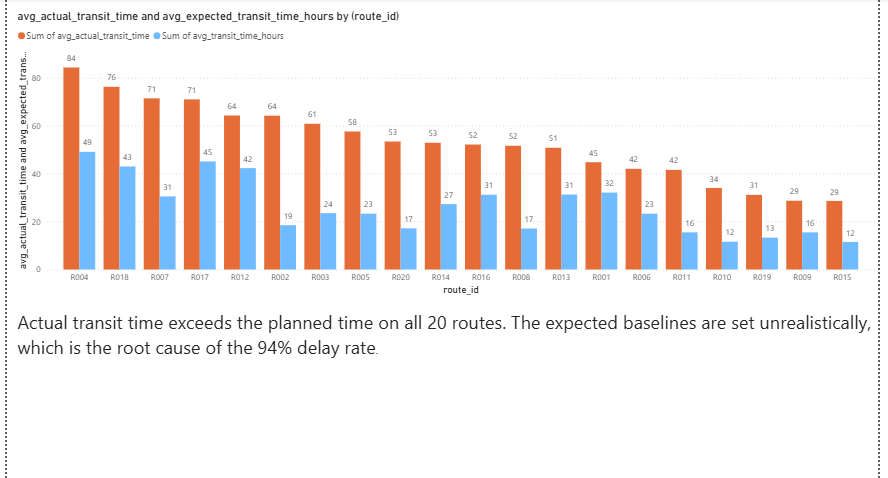 avg_actual_transit_time and avg_expected_transit_time_hours by (route_id)
Sum of avg_actual_transit_time Sum of avg_transit_time_hours
avg_actual_transit_time and avg_expected_trans...
80
60
40
20
0
84 49 76 43 71 31 71 45 64 42 64 19 61 24 58 23 53 17 53 27 52 31 52 17 51 31 45 32 42 23 42 16 34 12 31 13 29 16 29 12
R004 R018 R007 R017 R012 R002 R003 R005 R020 R014 R016 R008 R013 R001 R006 R011 R010 R019 R009 R015
route_id
Actual transit time exceeds the planned time on all 20 routes. The expected baselines are set unrealistically,
which is the root cause of the 94% delay rate.